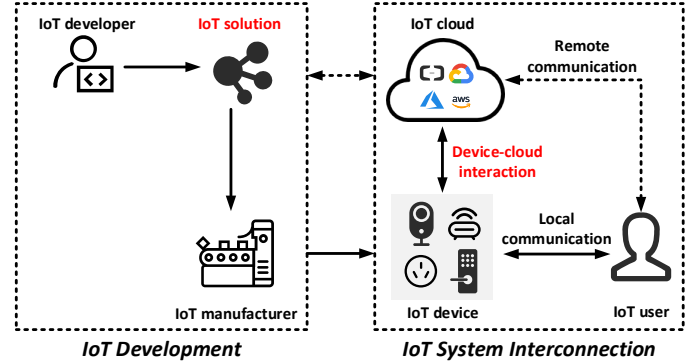 IoT developer
IoT solution
IoT manufacturer
IoT Development
IoT cloud
aws
Remote
communication
Device-cloud
interaction
Local
communication
IoT device
IoT user
IoT System Interconnection